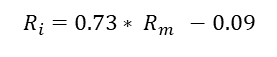 R_i = 0.73 * R_m − 0.09